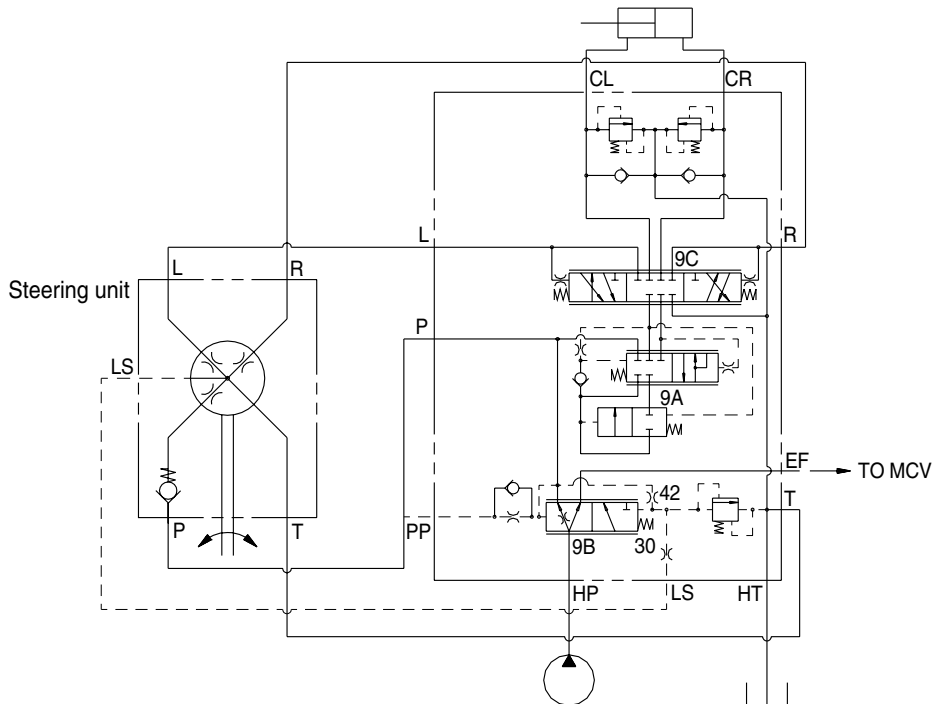 CL
CR
L
R
9C
L
R
Steering unit
P
LS
9A
EF
TO MCV
42
T
P
T
PP
9B
30
HP
LS
HT